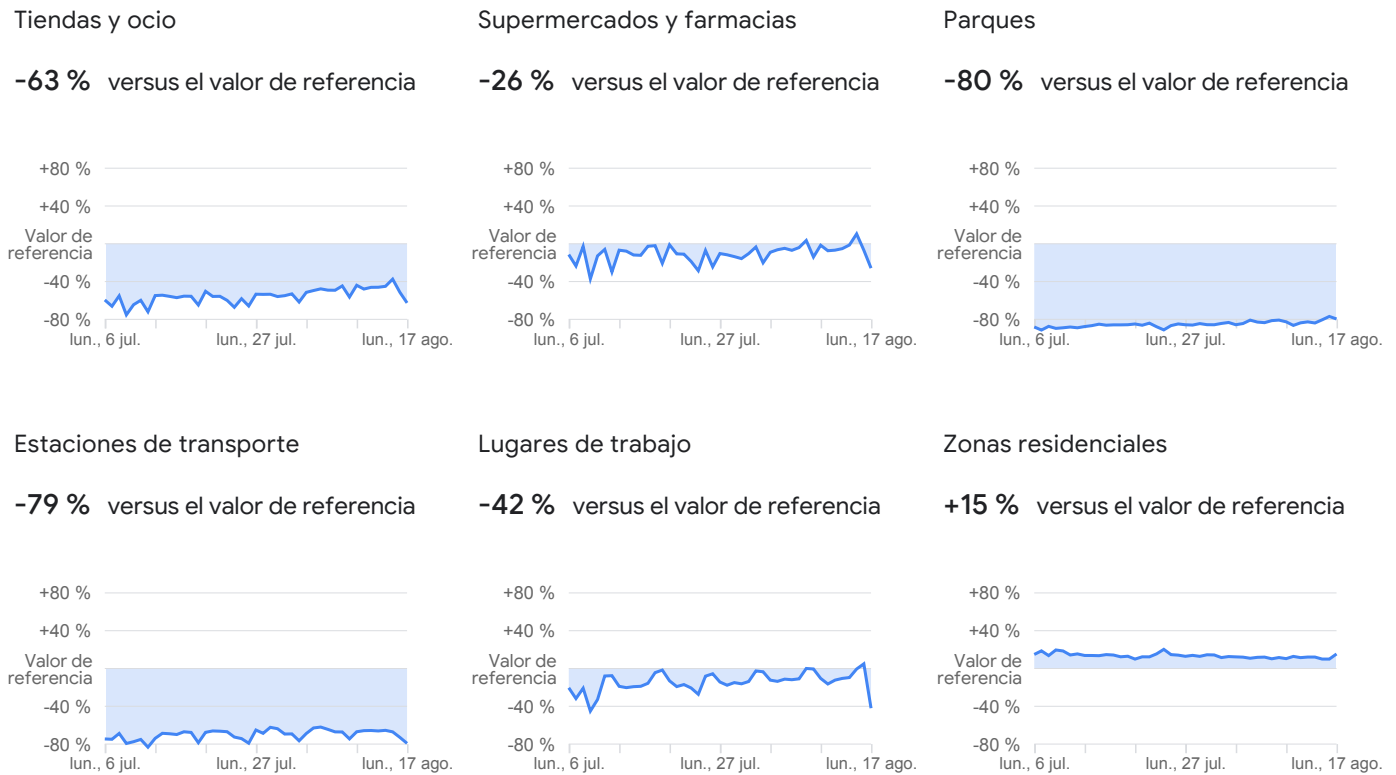 Tiendas y ocio
-63 % versus el valor de referencia
+80 %
+40 %
Valor de
referencia
-40 %
-80 %
lun., 6 jul. lun., 27 jul. lun., 17 ago.
Supermercados y farmacias
-26 % versus el valor de referencia
+80 %
+40 %
Valor de
referencia
-40 %
-80 %
lun., 6 jul. lun., 27 jul. lun., 17 ago.
Parques
-80 % versus el valor de referencia
+80 %
+40 %
Valor de
referencia
-40 %
-80 %
lun., 6 jul. lun., 27 jul. lun., 17 ago.
Estaciones de transporte
-79 % versus el valor de referencia
+80 %
+40 %
Valor de
referencia
-40 %
-80 %
lun., 6 jul. lun., 27 jul. lun., 17 ago.
Lugares de trabajo
-42 % versus el valor de referencia
+80 %
+40 %
Valor de
referencia
-40 %
-80 %
lun., 6 jul. lun., 27 jul. lun., 17 ago.
Zonas residenciales
+15 % versus el valor de referencia
+80 %
+40 %
Valor de
referencia
-40 %
-80 %
lun., 6 jul. lun., 27 jul. lun., 17 ago.